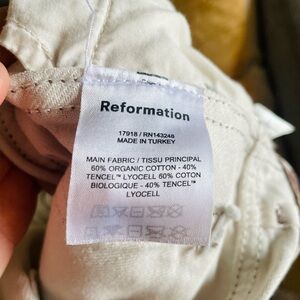 Reformation
17918 / RN143246
MADE IN TURKEY
MAIN FABRIC / TISSU PRINCIPAL
60% ORGANIC COTTON - 40%
TENCEL™ LYOCELL 60% COTON
BIOLOGIQUE - 40% TENCEL™
LYOCELL